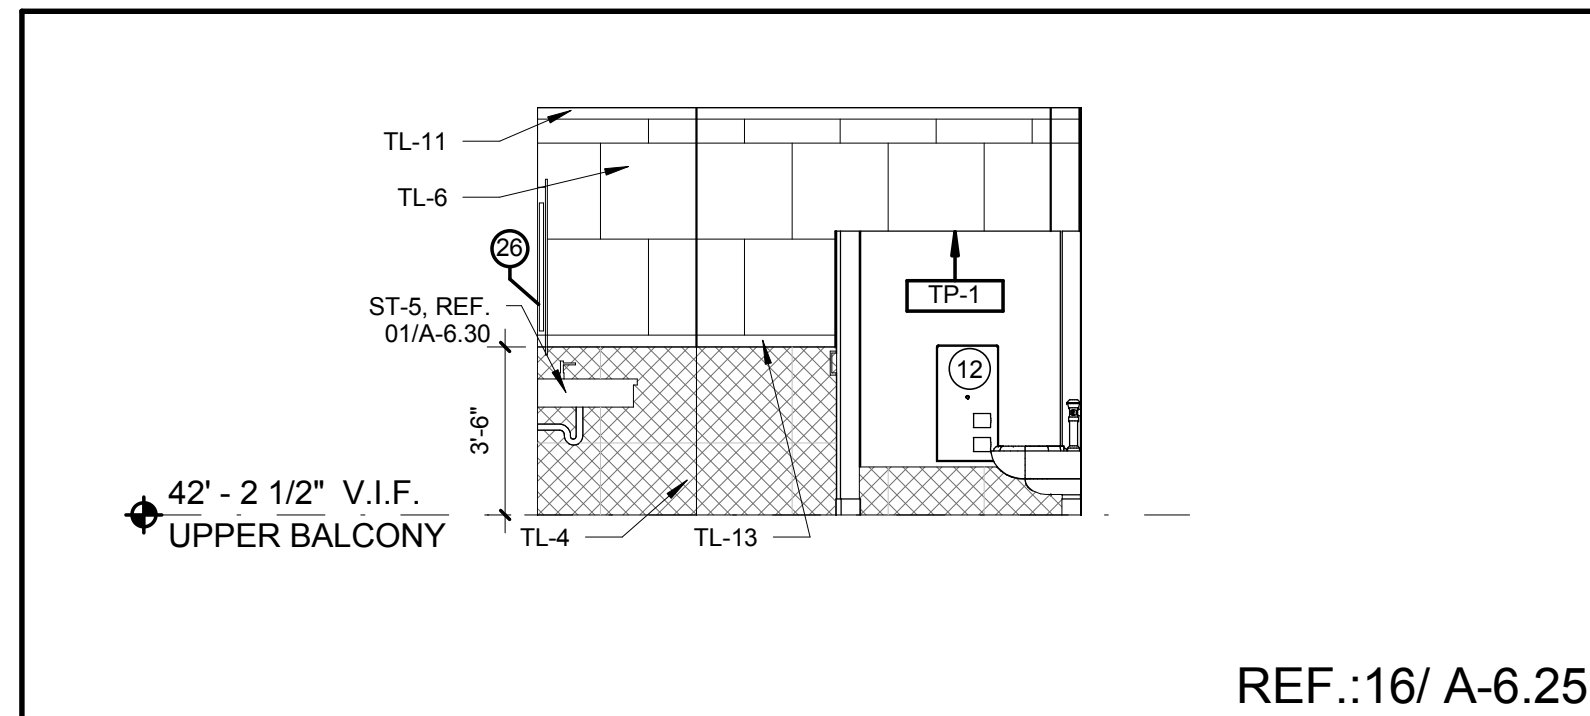 TL-11
TL-6
26
ST-5, REF.
01/A-6.30
TP-1
12
3'-6"
42' - 2 1/2" V.I.F.
UPPER BALCONY
TL-4
TL-13
REF.:16/ A-6.25